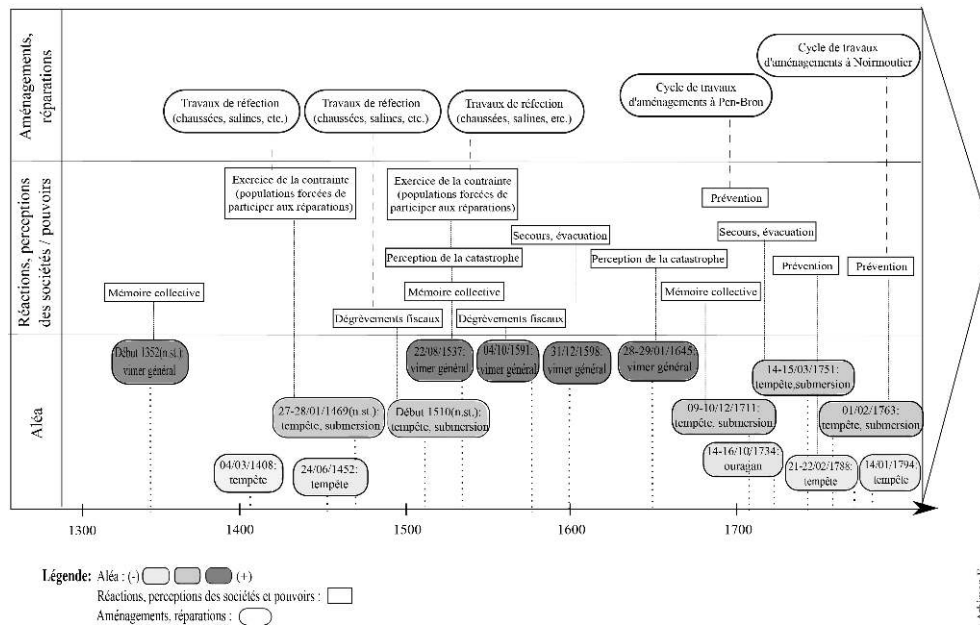 Aménagements,
réparations
Cycle de travaux
d'aménagements à Noirmoutier
Cycle de travaux
d'aménagements à Pen-Bron
Travaux de réfection
(chaussées, salines, etc.)
Travaux de réfection
(chaussées, salines, etc.)
Travaux de réfection
(chaussées, salines, etc.)
Réactions, perceptions
des sociétés / pouvoirs
Exercice de la contrainte
(populations forcées de
participer aux réparations)
Exercice de la contrainte
(populations forcées de
participer aux réparations)
Prévention
Secours, évacuation
Secours, évacuation
Perception de la catastrophe
Perception de la catastrophe
Prévention
Prévention
Mémoire collective
Mémoire collective
Mémoire collective
Dégrèvements fiscaux
Dégrèvements fiscaux
Aléa
Début 1352(n.st.):
vimer général
22/08/1537:
vimer général
04/10/1591:
vimer général
31/12/1598:
vimer général
28-29/01/1645:
vimer général
14-15/03/1751:
tempête,submersion
27-28/01/1469(n.st.):
tempête, submersion
Début 1510(n.st.):
tempête, submersion
09-10/12/1711:
tempête, submersion
01/02/1763:
tempête, submersion
04/03/1408:
tempête
24/06/1452:
tempête
14-16/10/1734:
ouragan
21-22/02/1788:
tempête
14/01/1794:
tempête
1300
1400
1500
1600
1700
Légende: Aléa : (-) (+)
Réactions, perceptions des sociétés et pouvoirs :
Aménagements, réparations :